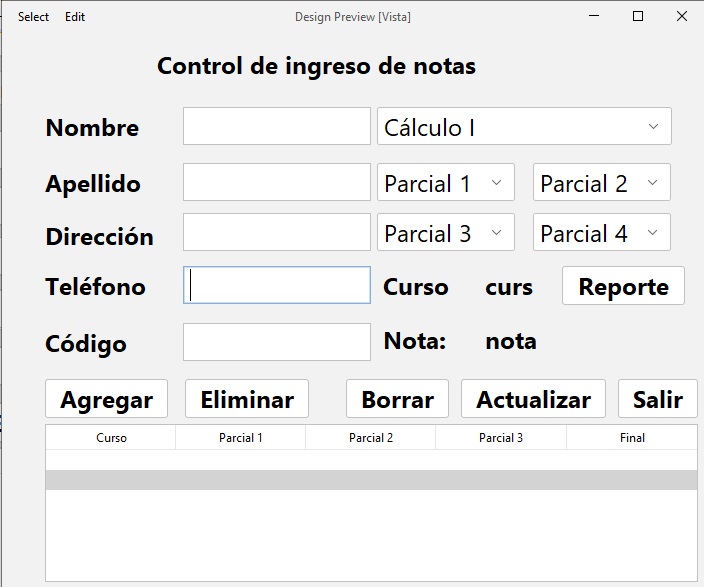 Select Edit Design Preview [Vista]
Control de ingreso de notas
Nombre Cálculo I
Apellido Parcial 1 Parcial 2
Dirección Parcial 3 Parcial 4
Teléfono Curso curs Reporte
Código Nota: nota
Agregar Eliminar Borrar Actualizar Salir
Curso Parcial 1 Parcial 2 Parcial 3 Final